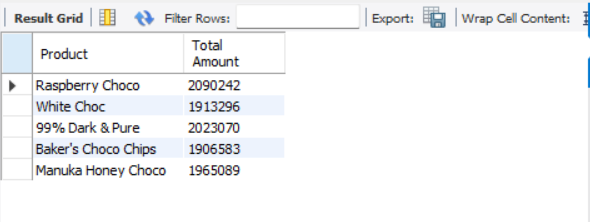 Result Grid Filter Rows: Export: Wrap Cell Content:
Product Total Amount
Raspberry Choco 2090242
White Choc 1913296
99% Dark & Pure 2023070
Baker's Choco Chips 1906583
Manuka Honey Choco 1965089